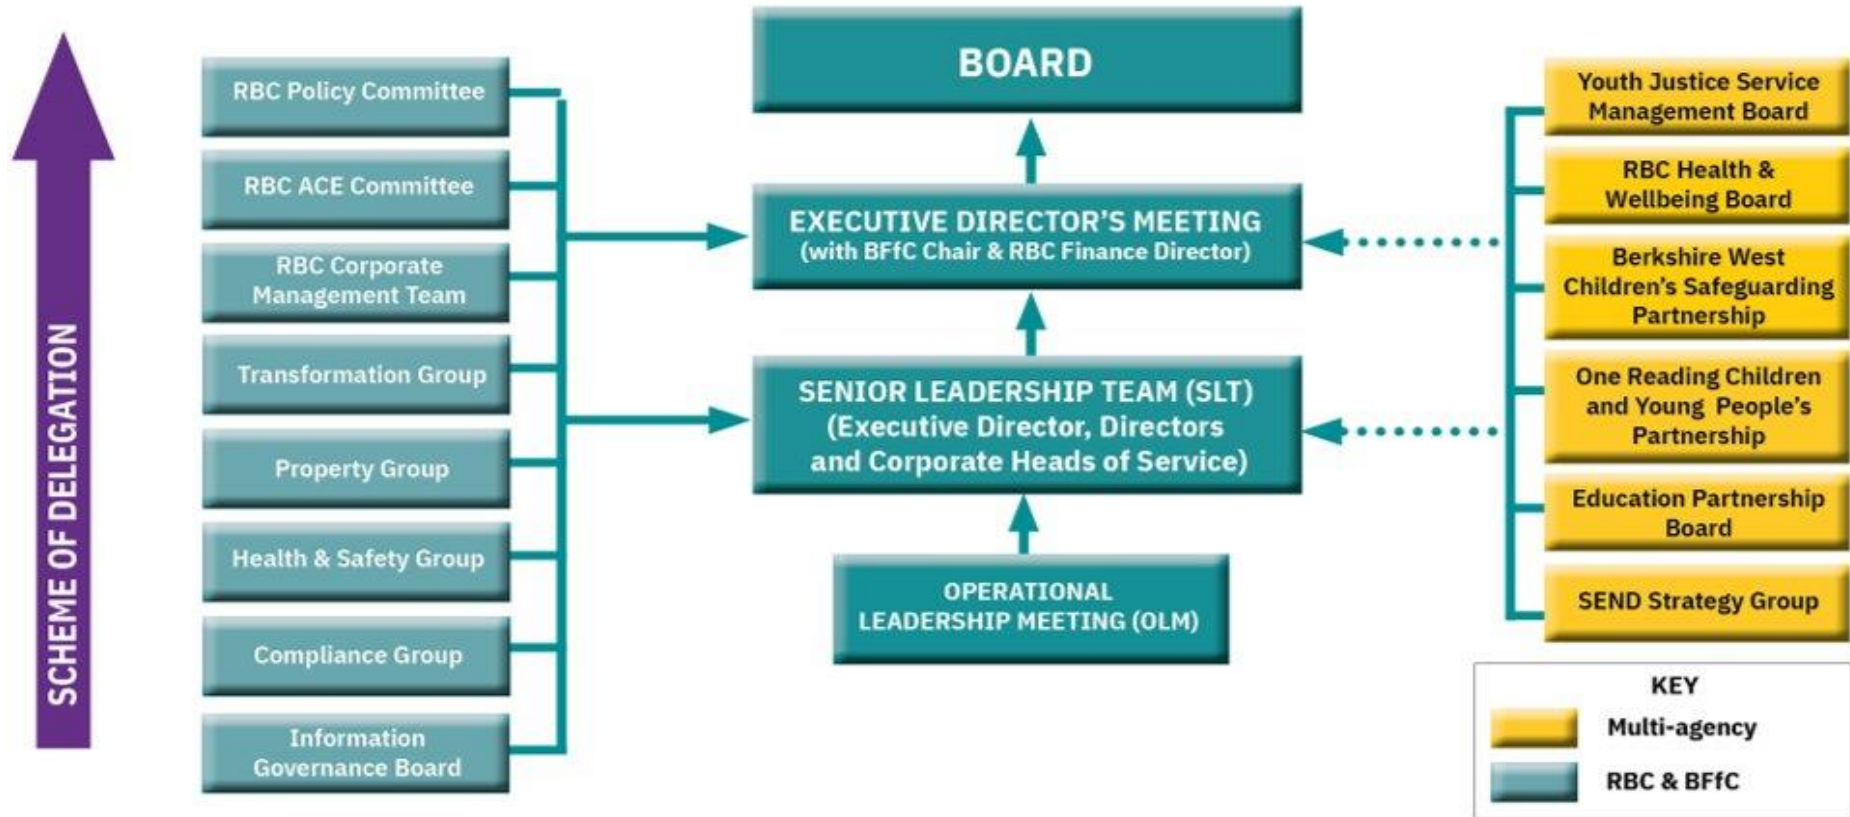 SCHEME OF DELEGATION
RBC Policy Committee
RBC ACE Committee
RBC Corporate
Management Team
Transformation Group
Property Group
Health & Safety Group
Compliance Group
Information
Governance Board
BOARD
EXECUTIVE DIRECTOR’S MEETING
(with BFfC Chair & RBC Finance Director)
SENIOR LEADERSHIP TEAM (SLT)
(Executive Director, Directors
and Corporate Heads of Service)
OPERATIONAL
LEADERSHIP MEETING (OLM)
Youth Justice Service
Management Board
RBC Health &
Wellbeing Board
Berkshire West
Children’s Safeguarding
Partnership
One Reading Children
and Young People’s
Partnership
Education Partnership
Board
SEND Strategy Group
KEY
Multi-agency
RBC & BFfC